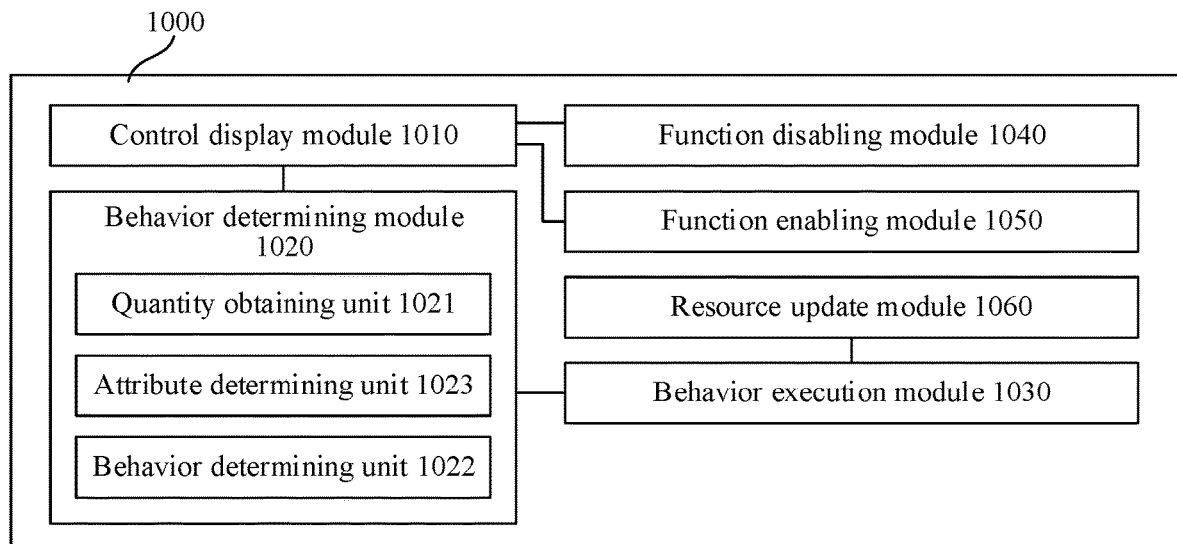 1000
Control display module 1010
Function disabling module 1040
Behavior determining module
1020
Function enabling module 1050
Quantity obtaining unit 1021
Resource update module 1060
Attribute determining unit 1023
Behavior execution module 1030
Behavior determining unit 1022